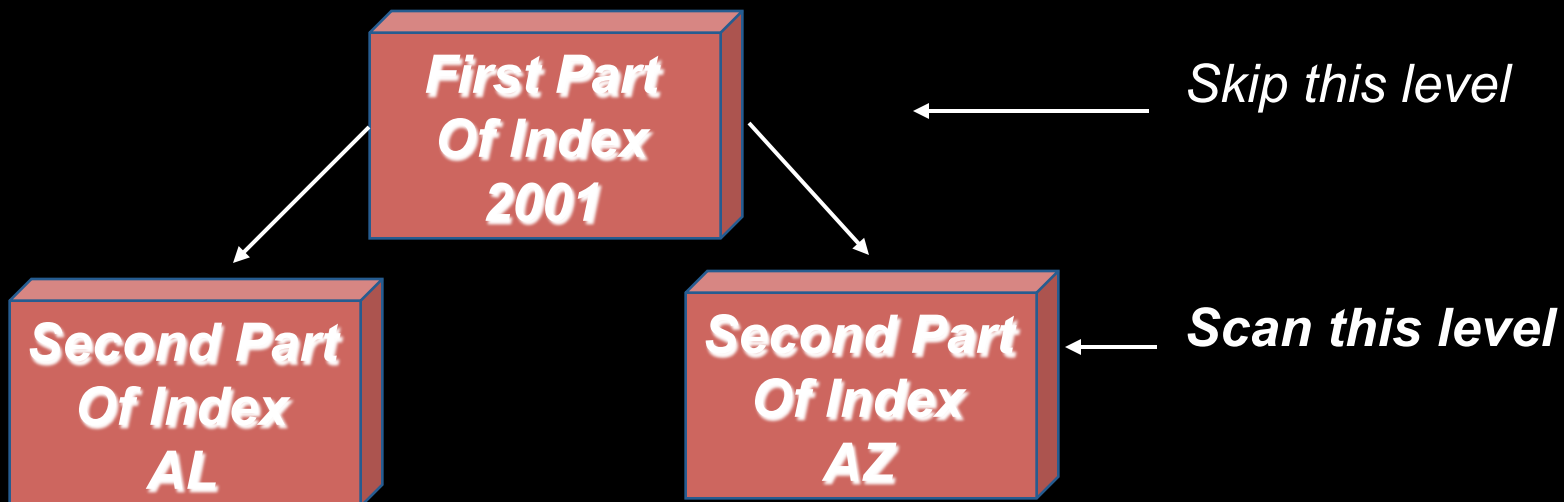 First Part
Of Index
2001
Skip this level
Second Part
Of Index
AL
Second Part
Of Index
AZ
Scan this level